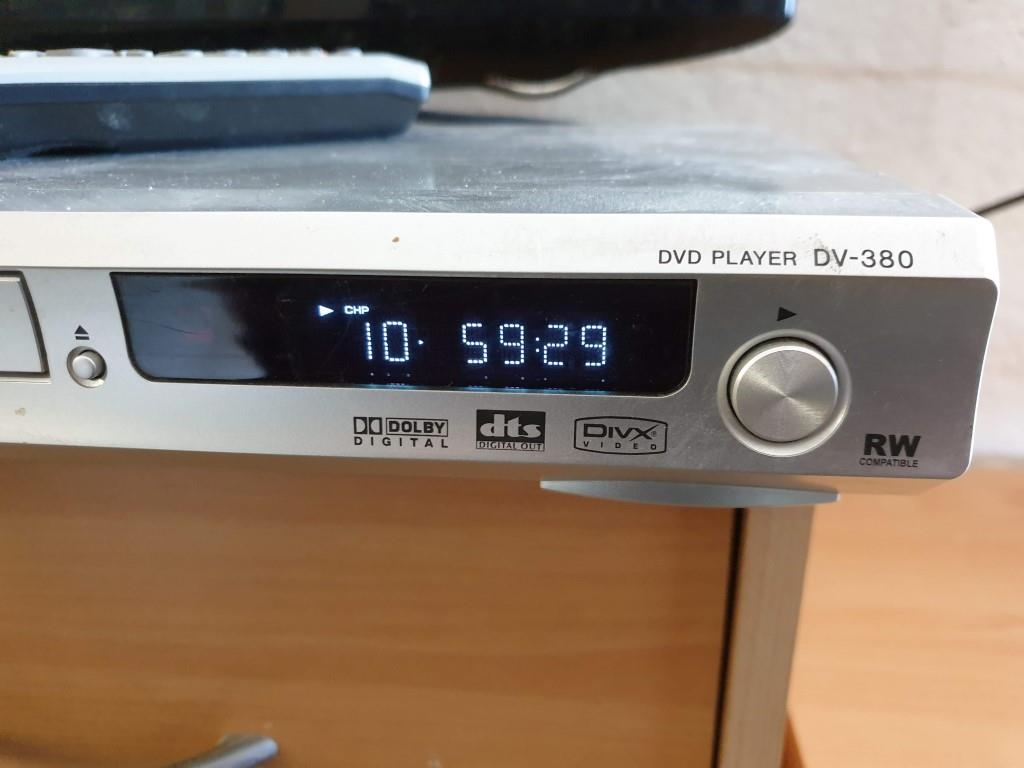 DVD PLAYER DV-380
CHP
10 59:29
DOLBY
DIGITAL
dts
DIGITAL OUT
DIVX®
VIDEO
RW
COMPATIBLE